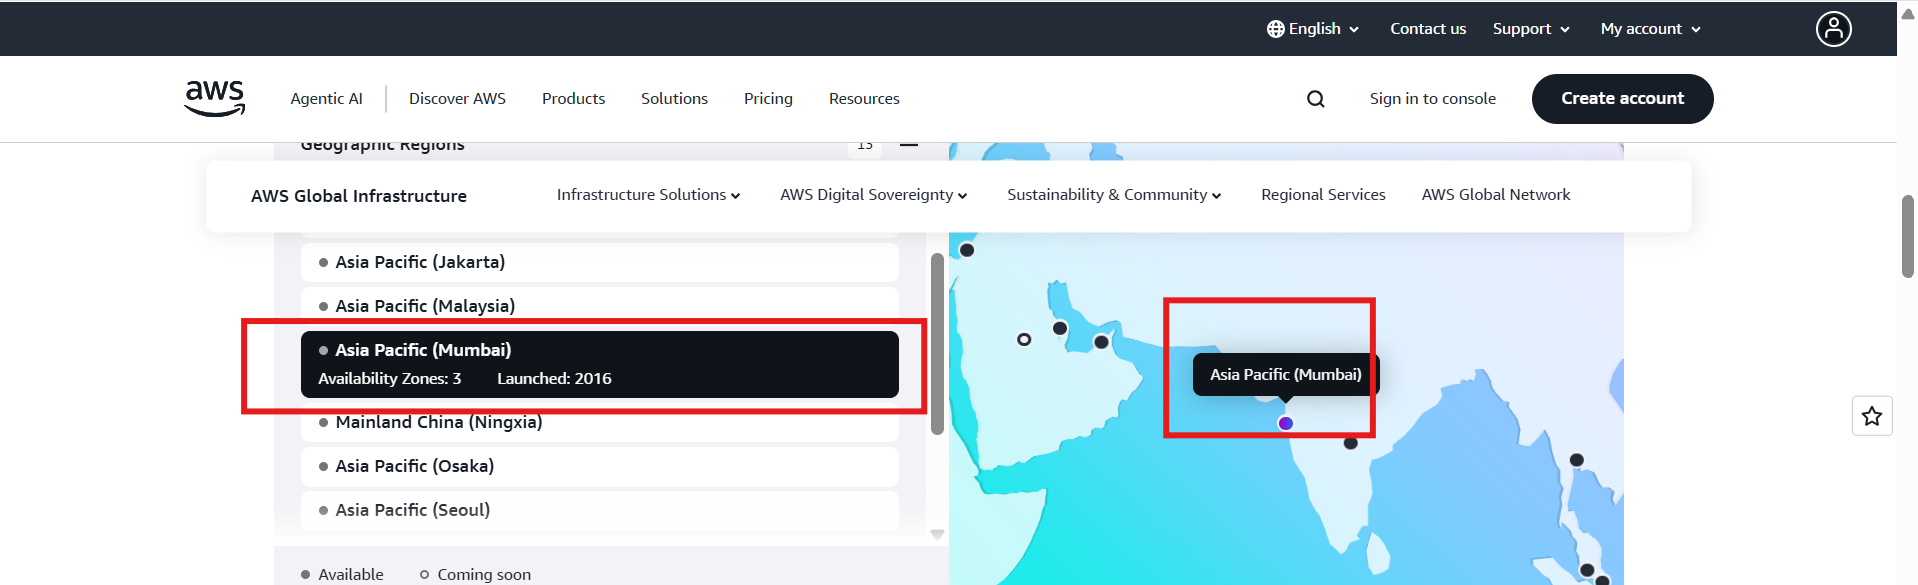 English
Contact us
Support
My account
aws
Agentic AI
Discover AWS
Products
Solutions
Pricing
Resources
Sign in to console
Create account
Geographic Regions
13
AWS Global Infrastructure
Infrastructure Solutions
AWS Digital Sovereignty
Sustainability & Community
Regional Services
AWS Global Network
Asia Pacific (Jakarta)
Asia Pacific (Malaysia)
Asia Pacific (Mumbai)
Availability Zones: 3 Launched: 2016
Mainland China (Ningxia)
Asia Pacific (Osaka)
Asia Pacific (Seoul)
Available
Coming soon
Asia Pacific (Mumbai)